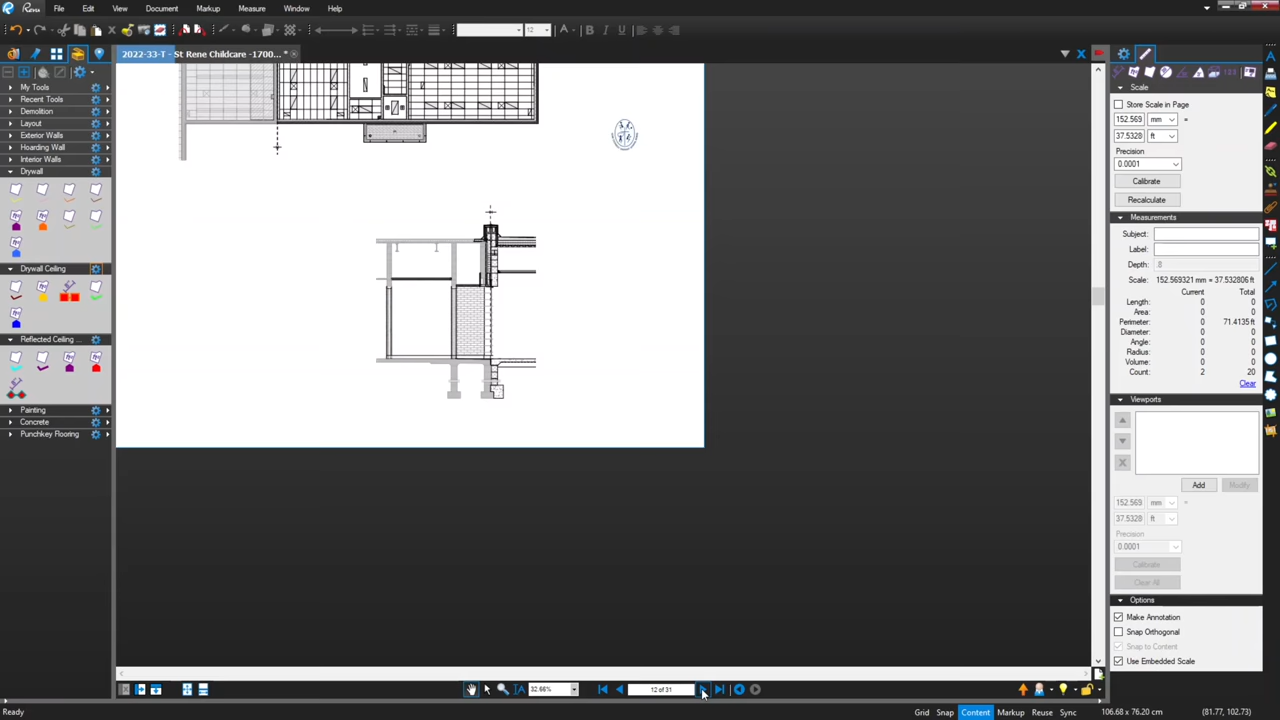 Revu
File Edit View Document Markup Measure Window Help
12
B I U
2022-33-T - St Rene Childcare -1700... *
My Tools
Recent Tools
Demolition
Layout
Exterior Walls
Hoarding Wall
Interior Walls
Drywall
Drywall Ceiling
Reflected Ceiling ...
Painting
Concrete
Punchkey Flooring
Scale
Store Scale in Page
152.569 mm =
37.5328 ft
Precision
0.0001
Calibrate
Recalculate
Measurements
Subject:
Label:
Depth: 0
Scale: 152.569321 mm = 37.532806 ft
Current Total
Length: 0 0
Area: 0 0
Perimeter: 0 71.4135 ft
Diameter: 0 0
Angle: 0 0
Radius: 0 0
Volume: 0 0
Count: 2 20
Clear
Viewports
Add Modify
152.569 mm =
37.5328 ft
Precision
0.0001
Calibrate
Clear All
Options
Make Annotation
Snap Orthogonal
Snap to Content
Use Embedded Scale
32.66% 12 of 31
Ready Grid Snap Content Markup Reuse Sync 106.68 x 76.20 cm (81.77, 102.73)